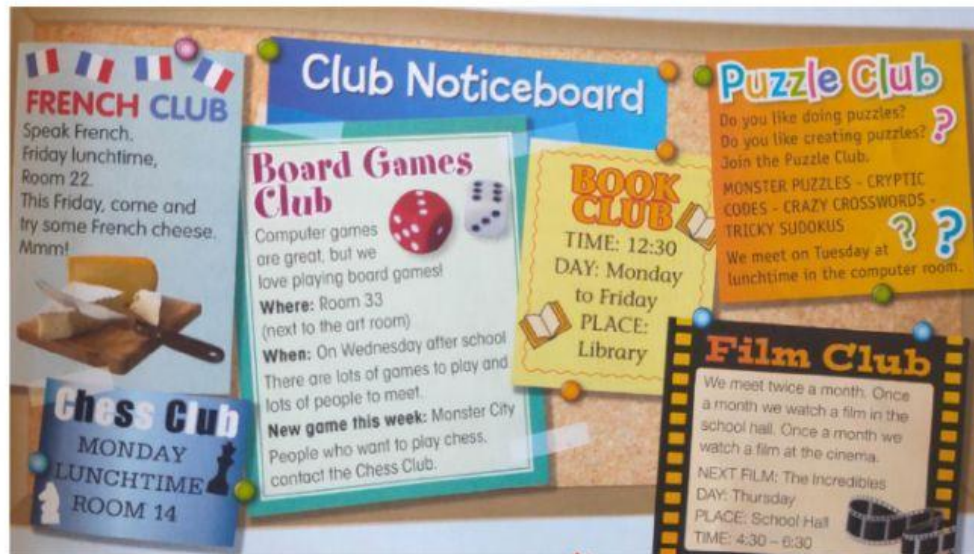 Club Noticeboard
FRENCH CLUB
Speak French.
Friday lunchtime,
Room 22.
This Friday, come and
try some French cheese.
Mmm!
Chess Club
MONDAY
LUNCHTIME
ROOM 14
Board Games
Club
Computer games
are great, but we
love playing board games!
Where: Room 33
(next to the art room)
When: On Wednesday after school
There are lots of games to play and
lots of people to meet.
New game this week: Monster City
People who want to play chess,
contact the Chess Club.
BOOK
CLUB
TIME: 12:30
DAY: Monday
to Friday
PLACE:
Library
Puzzle Club
Do you like doing puzzles?
Do you like creating puzzles? ?
Join the Puzzle Club.
MONSTER PUZZLES - CRYPTIC
CODES - CRAZY CROSSWORDS -
TRICKY SUDOKUS ? ?
We meet on Tuesday at
lunchtime in the computer room.
Film Club
We meet twice a month. Once
a month we watch a film in the
school hall. Once a month we
watch a film at the cinema.
NEXT FILM: The Incredibles
DAY: Thursday
PLACE: School Hall
TIME: 4:30 – 6:30